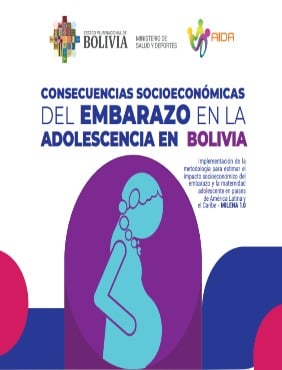 ESTADO PLURINACIONAL DE
BOLIVIA
MINISTERIO
DE SALUD Y DEPORTES
AIDA
CONSECUENCIAS SOCIOECONÓMICAS
DEL EMBARAZO EN LA
ADOLESCENCIA EN BOLIVIA
Implementación de la
metodología para estimar el
impacto socioeconómico del
embarazo y la maternidad
adolescente en países
de América Latina y
el Caribe - MILENA 1.0